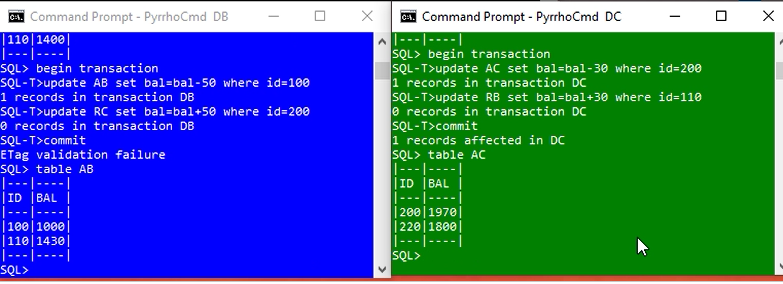 Command Prompt - PyrrhoCmd DB
|110|1400|
|---|----|
SQL> begin transaction
SQL-T>update AB set bal=bal-50 where id=100
1 records in transaction DB
SQL-T>update RC set bal=bal+50 where id=200
0 records in transaction DB
SQL-T>commit
ETag validation failure
SQL> table AB
|---|----|
|ID |BAL |
|---|----|
|100|1000|
|110|1430|
|---|----|
SQL>
Command Prompt - PyrrhoCmd DC
|---|----|
SQL> begin transaction
SQL-T>update AC set bal=bal-30 where id=200
1 records in transaction DC
SQL-T>update RB set bal=bal+30 where id=110
0 records in transaction DC
SQL-T>commit
1 records affected in DC
SQL> table AC
|---|----|
|ID |BAL |
|---|----|
|200|1970|
|220|1800|
|---|----|
SQL>